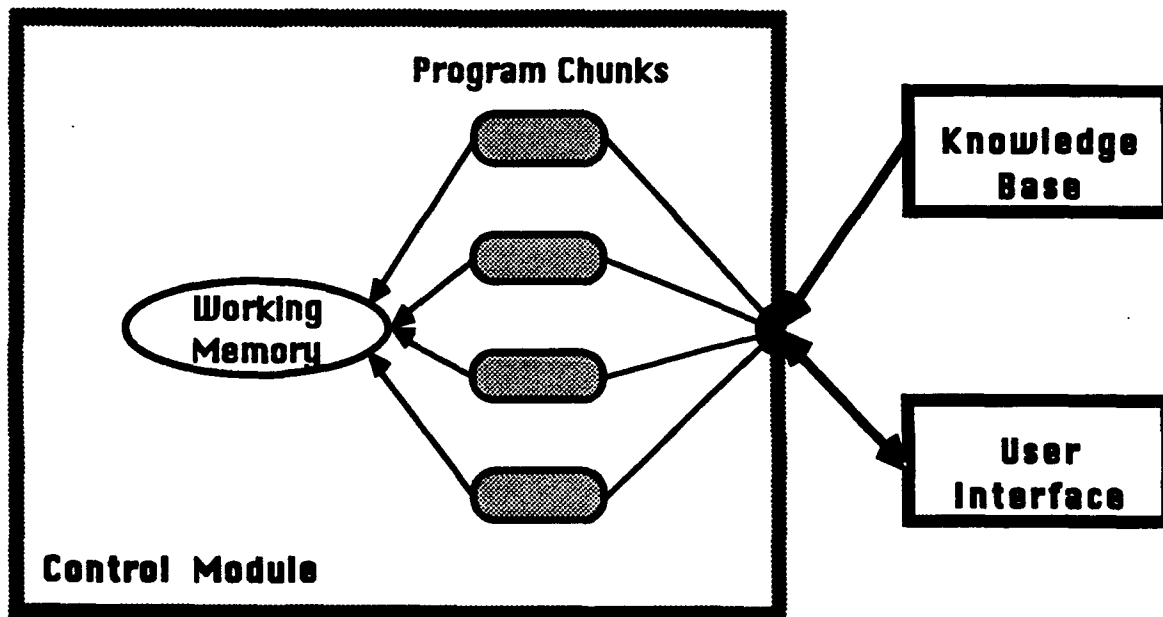 Program Chunks
Knowledge
Base
Working
Memory
User
Interface
Control Module